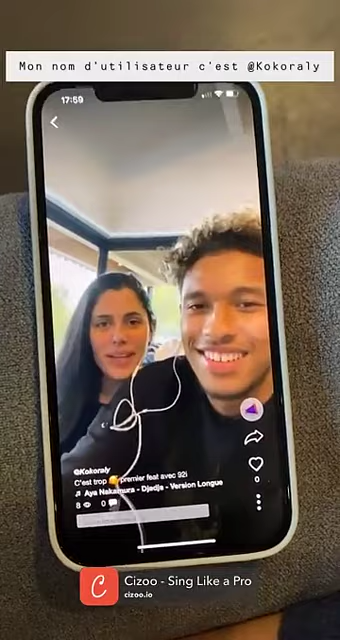 Mon nom d'utilisateur c'est @Kokoraly
17:59
@Kokoraly
C'est trop premier feat avec 92i
Aya Nakamura - Djadja - Version Longue
8 0
0
Cizoo - Sing Like a Pro
cizoo.io